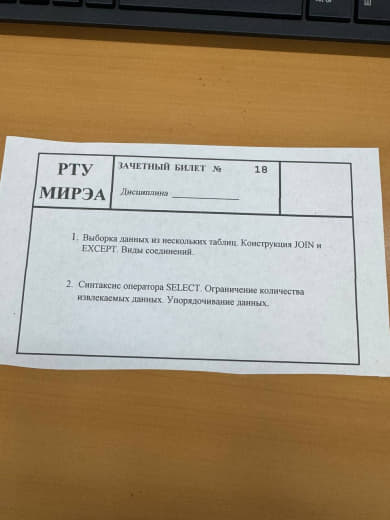 РТУ
МИРЭА
ЗАЧЕТНЫЙ БИЛЕТ № 18
Дисциплина
1. Выборка данных из нескольких таблиц. Конструкция JOIN и
EXCEPT. Виды соединений.
2. Синтаксис оператора SELECT. Ограничение количества
извлекаемых данных. Упорядочивание данных.